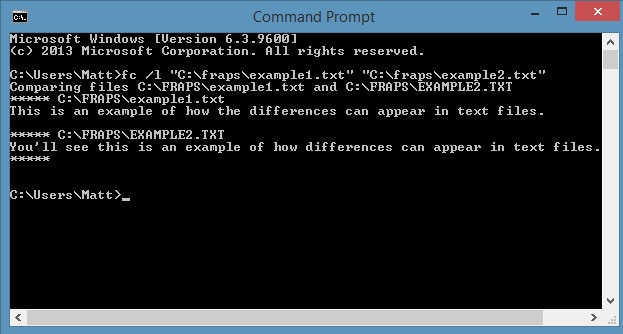 Command Prompt
Microsoft Windows [Version 6.3.9600]
(c) 2013 Microsoft Corporation. All rights reserved.
C:\Users\Matt>fc /l "C:\fraps\example1.txt" "C:\fraps\example2.txt"
Comparing files C:\FRAPS\example1.txt and C:\FRAPS\EXAMPLE2.TXT
***** C:\FRAPS\example1.txt
This is an example of how the differences can appear in text files.
***** C:\FRAPS\EXAMPLE2.TXT
You'll see this is an example of how differences can appear in text files.
*****
C:\Users\Matt>_